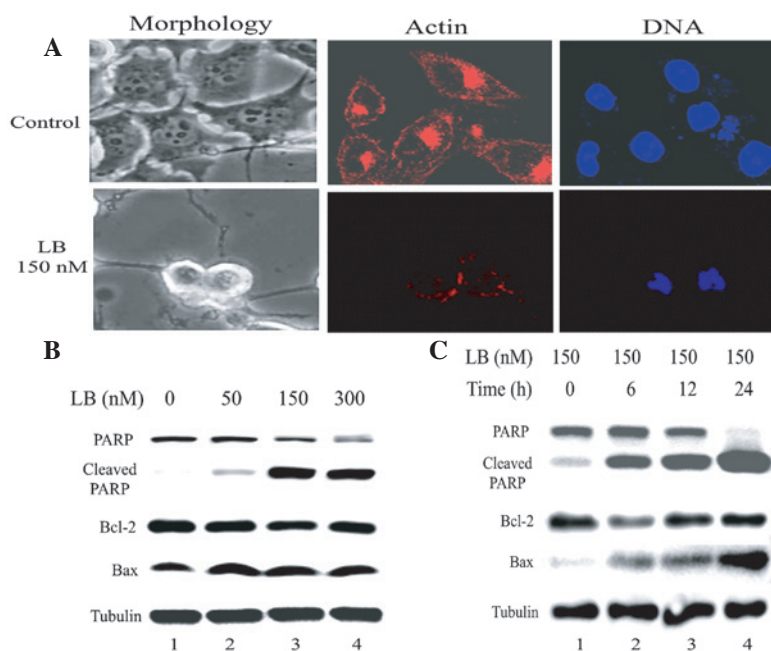 Morphology Actin DNA
A
Control
LB
150 nM
B
LB (nM) 0 50 150 300
PARP
Cleaved
PARP
Bcl-2
Bax
Tubulin
1 2 3 4
C
LB (nM) 150 150 150 150
Time (h) 0 6 12 24
PARP
Cleaved
PARP
Bcl-2
Bax
Tubulin
1 2 3 4